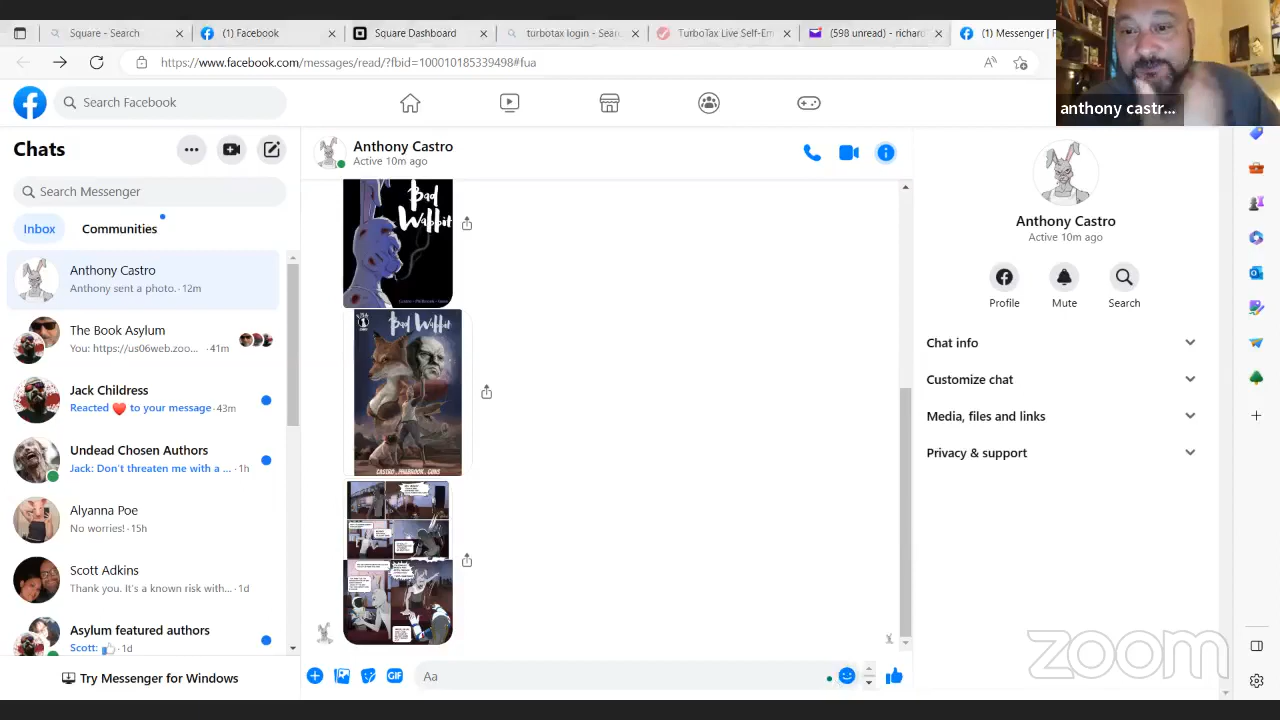 Square - Search
(1) Facebook
Square Dashboard
turbotax login - Sear
TurboTax Live Self-Em
(598 unread) - richard
(1) Messenger | F
https://www.facebook.com/messages/read/?fbid=100010185339498#fua
anthony castr...
Search Facebook
Chats
Search Messenger
Inbox
Communities
Anthony Castro
Anthony sent a photo. · 12m
The Book Asylum
You: https://us06web.zoo... · 41m
Jack Childress
Reacted ❤️ to your message · 43m
Undead Chosen Authors
Jack: Don't threaten me with a ... · 1h
Alyanna Poe
No worries! · 15h
Scott Adkins
Thank you. It's a known risk with... · 1d
Asylum featured authors
Scott: 👍 · 1d
Try Messenger for Windows
Anthony Castro
Active 10m ago
Bad
Wabbit
Bad Wabbit
CASTRO . PHILBROOK . GUNS
GIF
Aa
Anthony Castro
Active 10m ago
Profile
Mute
Search
Chat info
Customize chat
Media, files and links
Privacy & support
zoom